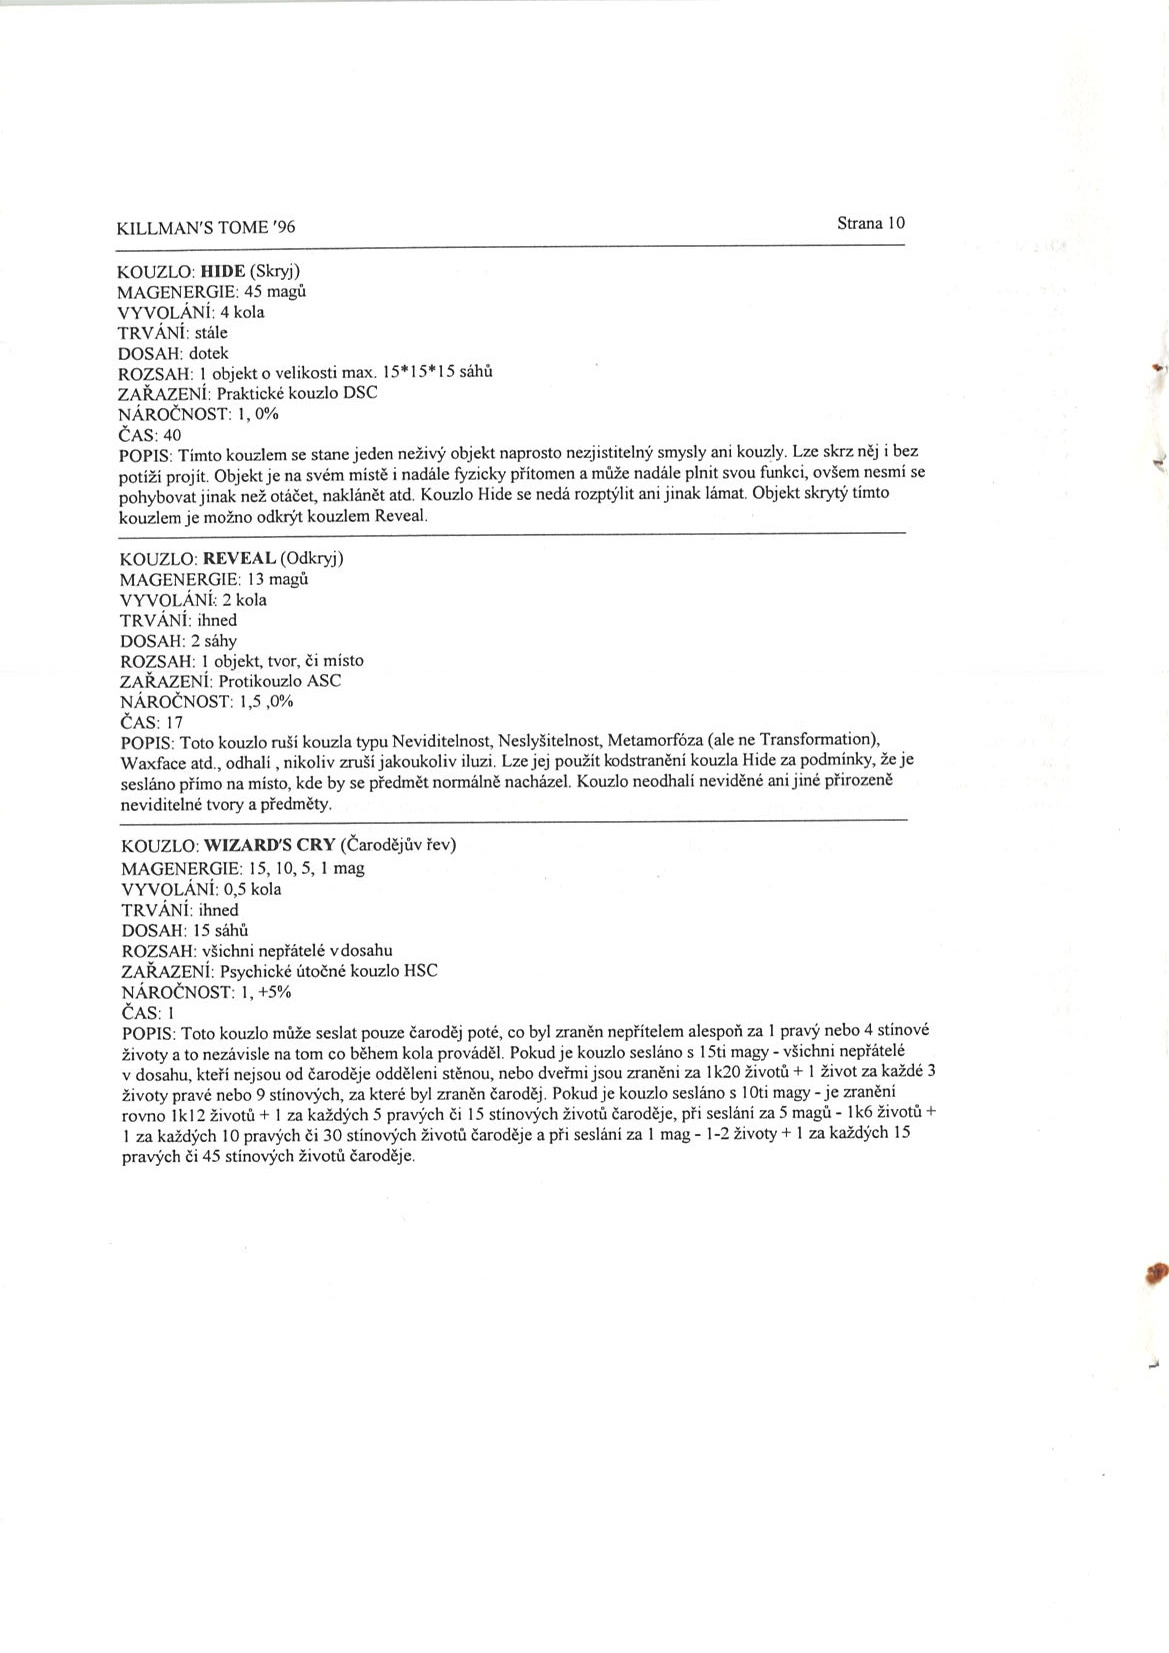 KILLMAN'S TOME '96
Strana 10
KOUZLO: HIDE (Skryj)
MAGENERGIE: 45 magů
VYVOLÁNÍ: 4 kola
TRVÁNÍ: stále
DOSAH: dotek
ROZSAH: 1 objekt o velikosti max. 15*15*15 sáhů
ZAŘAZENÍ: Praktické kouzlo DSC
NÁROČNOST: 1, 0%
ČAS: 40
POPIS: Tímto kouzlem se stane jeden neživý objekt naprosto nezjistitelný smysly ani kouzly. Lze skrz něj i bez
potíží projít. Objekt je na svém místě i nadále fyzicky přítomen a může nadále plnit svou funkci, ovšem nesmí se
pohybovat jinak než otáčet, naklánět atd. Kouzlo Hide se nedá rozptýlit ani jinak lámat. Objekt skrytý tímto
kouzlem je možno odkrýt kouzlem Reveal.
KOUZLO: REVEAL (Odkryj)
MAGENERGIE: 13 magů
VYVOLÁNÍ: 2 kola
TRVÁNÍ: ihned
DOSAH: 2 sáhy
ROZSAH: 1 objekt, tvor, či místo
ZAŘAZENÍ: Protikouzlo ASC
NÁROČNOST: 1,5 ,0%
ČAS: 17
POPIS: Toto kouzlo ruší kouzla typu Neviditelnost, Neslyšitelnost, Metamorfóza (ale ne Transformation),
Waxface atd., odhalí , nikoliv zruší jakoukoliv iluzi. Lze jej použít kodstranění kouzla Hide za podmínky, že je
sesláno přímo na místo, kde by se předmět normálně nacházel. Kouzlo neodhalí neviděné ani jiné přirozeně
neviditelné tvory a předměty.
KOUZLO: WIZARD'S CRY (Čarodějův řev)
MAGENERGIE: 15, 10, 5, 1 mag
VYVOLÁNÍ: 0,5 kola
TRVÁNÍ: ihned
DOSAH: 15 sáhů
ROZSAH: všichni nepřátelé v dosahu
ZAŘAZENÍ: Psychické útočné kouzlo HSC
NÁROČNOST: 1, +5%
ČAS: 1
POPIS: Toto kouzlo může seslat pouze čaroděj poté, co byl zraněn nepřítelem alespoň za 1 pravý nebo 4 stínové
životy a to nezávisle na tom co během kola prováděl. Pokud je kouzlo sesláno s 15ti magy - všichni nepřátelé
v dosahu, kteří nejsou od čaroděje odděleni stěnou, nebo dveřmi jsou zraněni za 1k20 životů + 1 život za každé 3
životy pravé nebo 9 stínových, za které byl zraněn čaroděj. Pokud je kouzlo sesláno s 10ti magy - je zranění
rovno 1k12 životů + 1 za každých 5 pravých či 15 stínových životů čaroděje, při seslání za 5 magů - 1k6 životů +
1 za každých 10 pravých či 30 stínových životů čaroděje a při seslání za 1 mag - 1-2 životy + 1 za každých 15
pravých či 45 stínových životů čaroděje.